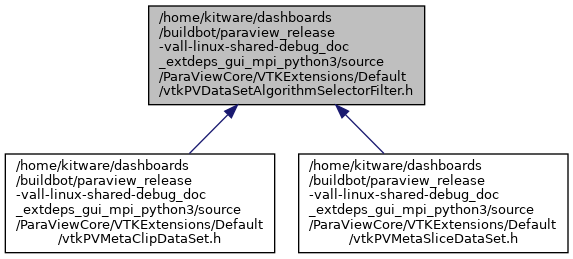 /home/kitware/dashboards
/buildbot/paraview_release
-vall-linux-shared-debug_doc
_extdeps_gui_mpi_python3/source
/ParaViewCore/VTKExtensions/Default
/vtkPVDataSetAlgorithmSelectorFilter.h
/home/kitware/dashboards
/buildbot/paraview_release
-vall-linux-shared-debug_doc
_extdeps_gui_mpi_python3/source
/ParaViewCore/VTKExtensions/Default
/vtkPVMetaClipDataSet.h
/home/kitware/dashboards
/buildbot/paraview_release
-vall-linux-shared-debug_doc
_extdeps_gui_mpi_python3/source
/ParaViewCore/VTKExtensions/Default
/vtkPVMetaSliceDataSet.h